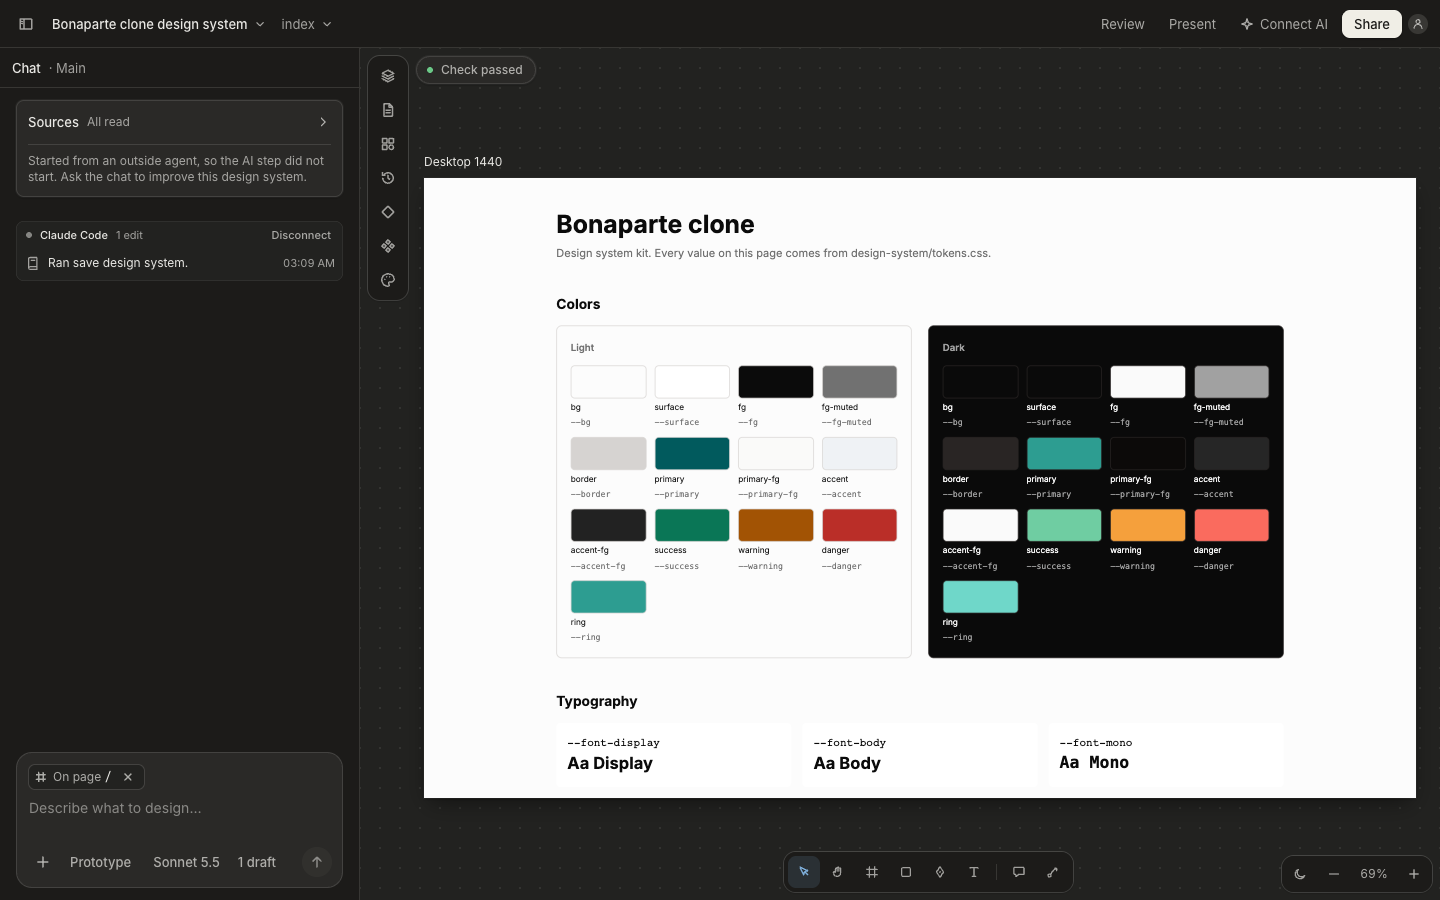 Bonaparte clone design system
index
Review
Present
Connect AI
Share
Chat · Main
Sources All read
Started from an outside agent, so the AI step did not
start. Ask the chat to improve this design system.
Claude Code 1 edit Disconnect
Ran save design system. 03:09 AM
On page /
Describe what to design...
Prototype Sonnet 5.5 1 draft
Check passed
Desktop 1440
Bonaparte clone
Design system kit. Every value on this page comes from design-system/tokens.css.
Colors
Light
bg surface fg fg-muted
--bg --surface --fg --fg-muted
border primary primary-fg accent
--border --primary --primary-fg --accent
accent-fg success warning danger
--accent-fg --success --warning --danger
ring
--ring
Dark
bg surface fg fg-muted
--bg --surface --fg --fg-muted
border primary primary-fg accent
--border --primary --primary-fg --accent
accent-fg success warning danger
--accent-fg --success --warning --danger
ring
--ring
Typography
--font-display
Aa Display
--font-body
Aa Body
--font-mono
Aa Mono
69%